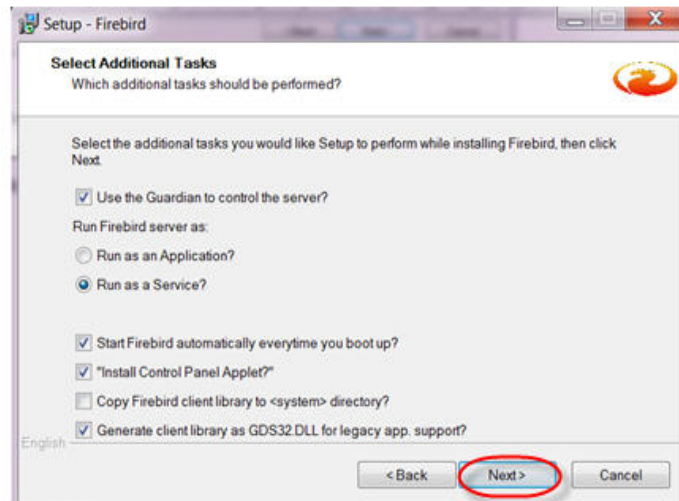 Setup - Firebird
Select Additional Tasks
Which additional tasks should be performed?
Select the additional tasks you would like Setup to perform while installing Firebird, then click
Next.
Use the Guardian to control the server?
Run Firebird server as:
Run as an Application?
Run as a Service?
Start Firebird automatically everytime you boot up?
"Install Control Panel Applet?"
Copy Firebird client library to <system> directory?
Generate client library as GDS32.DLL for legacy app. support?
English
< Back Next > Cancel